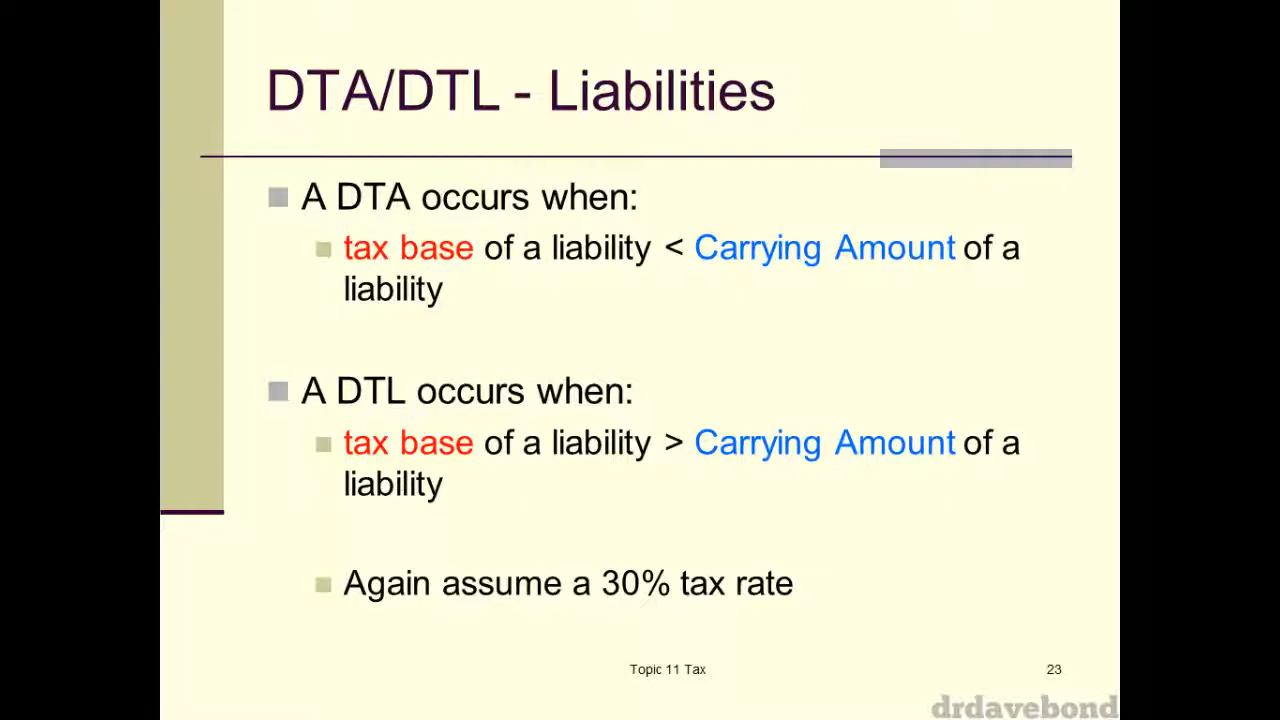 DTA/DTL - Liabilities
A DTA occurs when:
tax base of a liability < Carrying Amount of a
liability
A DTL occurs when:
tax base of a liability > Carrying Amount of a
liability
Again assume a 30% tax rate
Topic 11 Tax
23
drdavebond